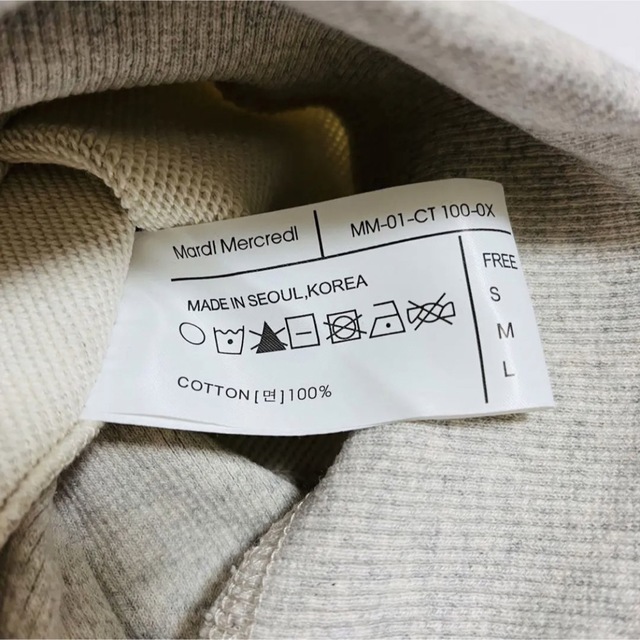 MardI MercredI
MM-01-CT 100-0X
MADE IN SEOUL,KOREA
COTTON [면] 100%
FREE
S
M
L